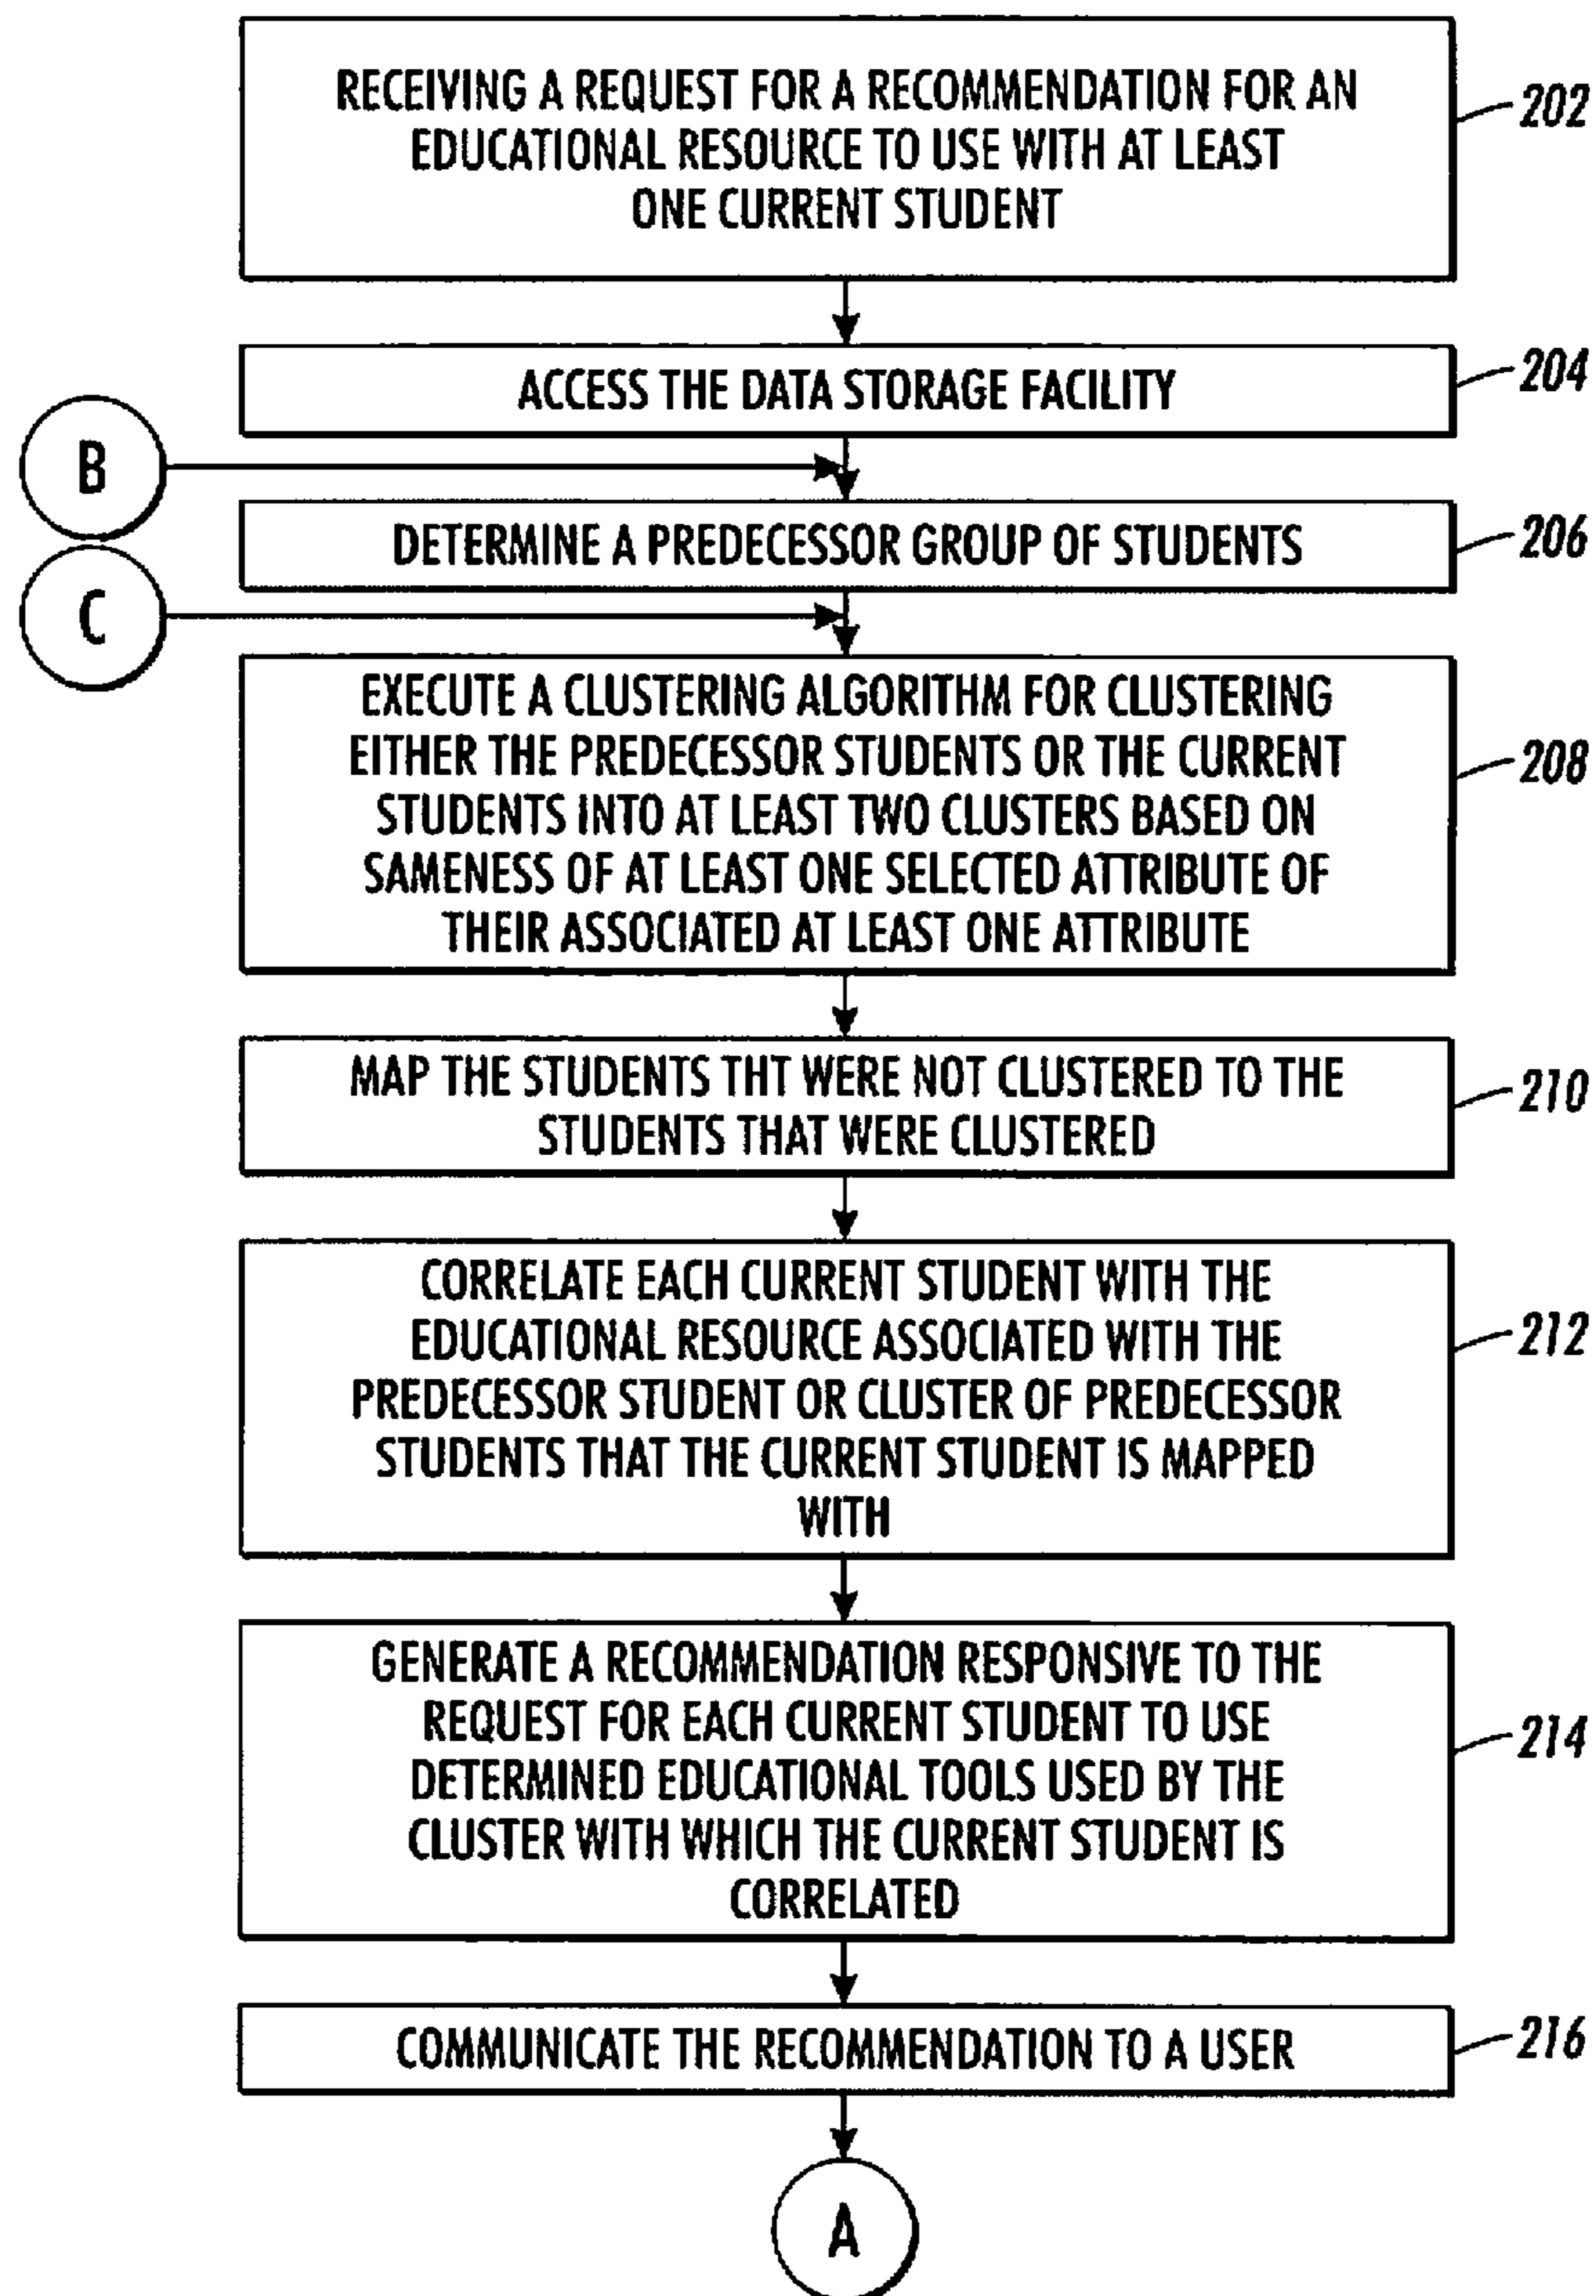 RECEIVING A REQUEST FOR A RECOMMENDATION FOR AN
EDUCATIONAL RESOURCE TO USE WITH AT LEAST
ONE CURRENT STUDENT
202
ACCESS THE DATA STORAGE FACILITY
204
B
DETERMINE A PREDECESSOR GROUP OF STUDENTS
206
C
EXECUTE A CLUSTERING ALGORITHM FOR CLUSTERING
EITHER THE PREDECESSOR STUDENTS OR THE CURRENT
STUDENTS INTO AT LEAST TWO CLUSTERS BASED ON
SAMENESS OF AT LEAST ONE SELECTED ATTRIBUTE OF
THEIR ASSOCIATED AT LEAST ONE ATTRIBUTE
208
MAP THE STUDENTS THT WERE NOT CLUSTERED TO THE
STUDENTS THAT WERE CLUSTERED
210
CORRELATE EACH CURRENT STUDENT WITH THE
EDUCATIONAL RESOURCE ASSOCIATED WITH THE
PREDECESSOR STUDENT OR CLUSTER OF PREDECESSOR
STUDENTS THAT THE CURRENT STUDENT IS MAPPED
WITH
212
GENERATE A RECOMMENDATION RESPONSIVE TO THE
REQUEST FOR EACH CURRENT STUDENT TO USE
DETERMINED EDUCATIONAL TOOLS USED BY THE
CLUSTER WITH WHICH THE CURRENT STUDENT IS
CORRELATED
214
COMMUNICATE THE RECOMMENDATION TO A USER
216
A